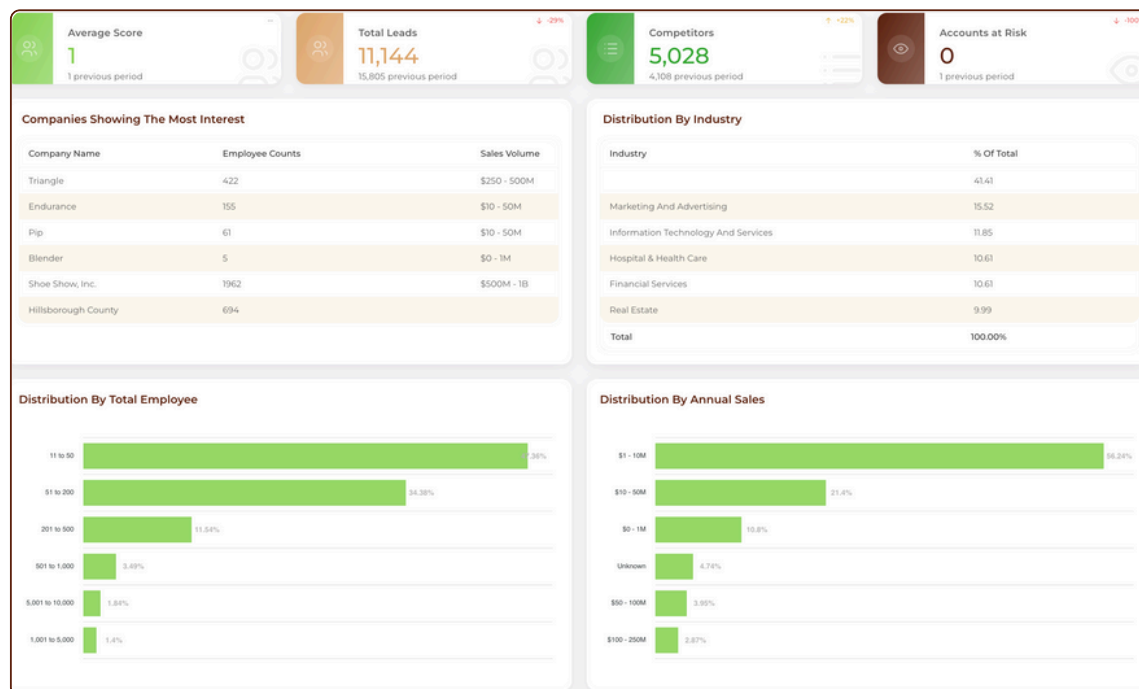 Average Score
--
1
1 previous period
Total Leads
↓ -29%
11,144
15,805 previous period
Competitors
↑ +22%
5,028
4,108 previous period
Accounts at Risk
↓ -100
0
1 previous period
Companies Showing The Most Interest
Company Name Employee Counts Sales Volume
Triangle 422 $250 - 500M
Endurance 155 $10 - 50M
Pip 61 $10 - 50M
Blender 5 $0 - 1M
Shoe Show, Inc. 1962 $500M - 1B
Hillsborough County 694
Distribution By Industry
Industry % Of Total
41.41
Marketing And Advertising 15.52
Information Technology And Services 11.85
Hospital & Health Care 10.61
Financial Services 10.61
Real Estate 9.99
Total 100.00%
Distribution By Total Employee
11 to 50 7.36%
51 to 200 34.38%
201 to 500 11.54%
501 to 1,000 3.49%
5,001 to 10,000 1.84%
1,001 to 5,000 1.4%
Distribution By Annual Sales
$1 - 10M 56.24%
$10 - 50M 21.4%
$0 - 1M 10.8%
Unknown 4.74%
$50 - 100M 3.95%
$100 - 250M 2.87%